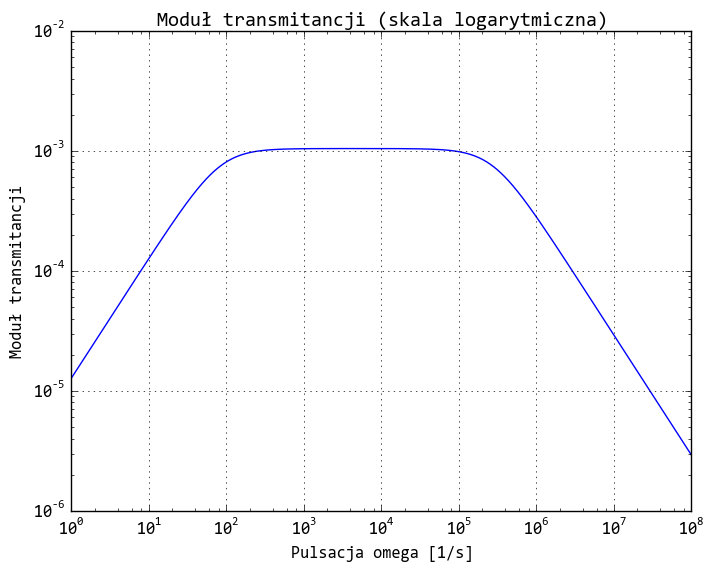 Moduł transmitancji (skala logarytmiczna)
10^-2
10^-3
10^-4
10^-5
10^-6
Moduł transmitancji
10^0 10^1 10^2 10^3 10^4 10^5 10^6 10^7 10^8
Pulsacja omega [1/s]